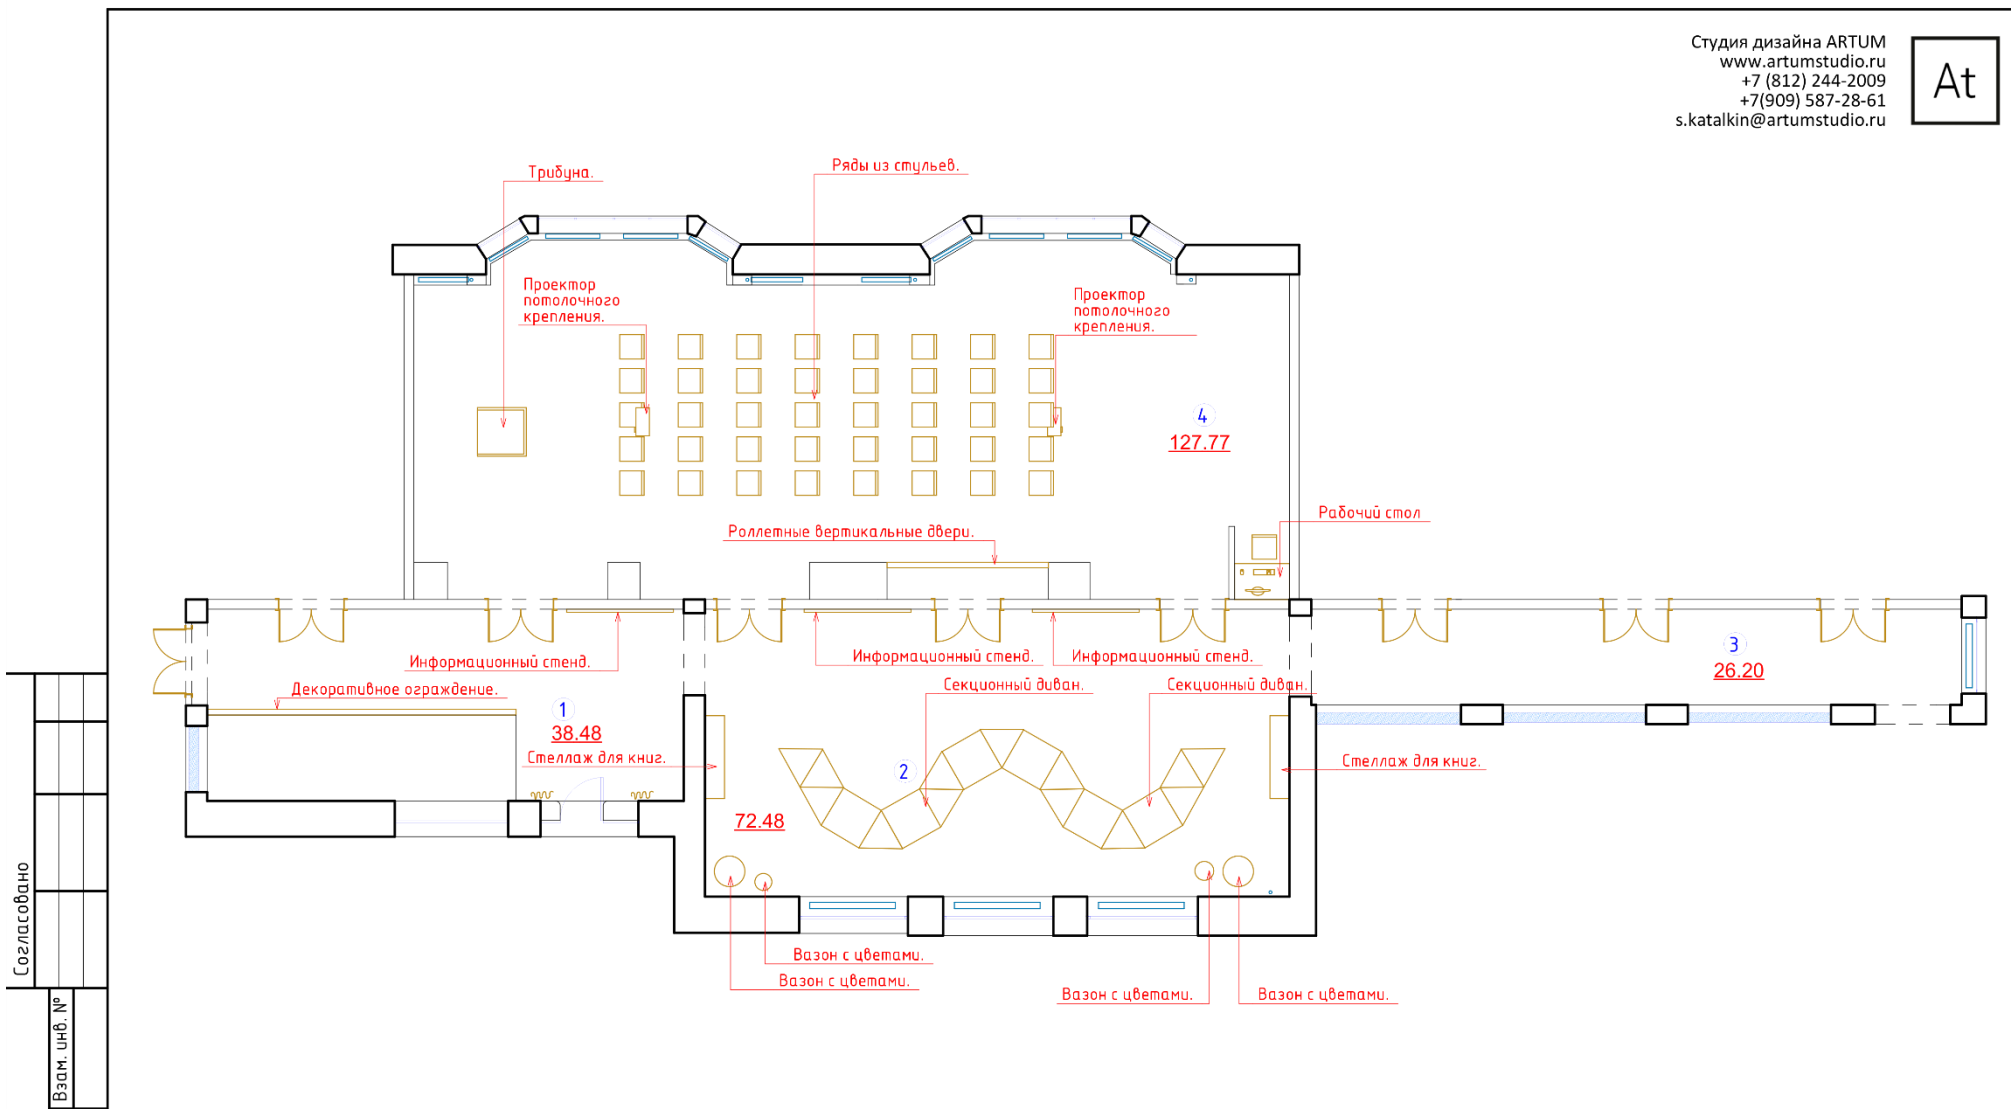 Студия дизайна ARTUM
www.artumstudio.ru
+7 (812) 244-2009
+7(909) 587-28-61
s.katalkin@artumstudio.ru
At
Трибуна.
Ряды из стульев.
Проектор
потолочного
крепления.
Проектор
потолочного
крепления.
4
127.77
Рабочий стол
Роллетные вертикальные двери.
Информационный стенд.
Информационный стенд.
Информационный стенд.
3
26.20
Декоративное ограждение.
Секционный диван.
Секционный диван.
1
38.48
Стеллаж для книг.
2
Стеллаж для книг.
72.48
Вазон с цветами.
Вазон с цветами.
Вазон с цветами.
Вазон с цветами.
Согласовано
Взам. инв. №